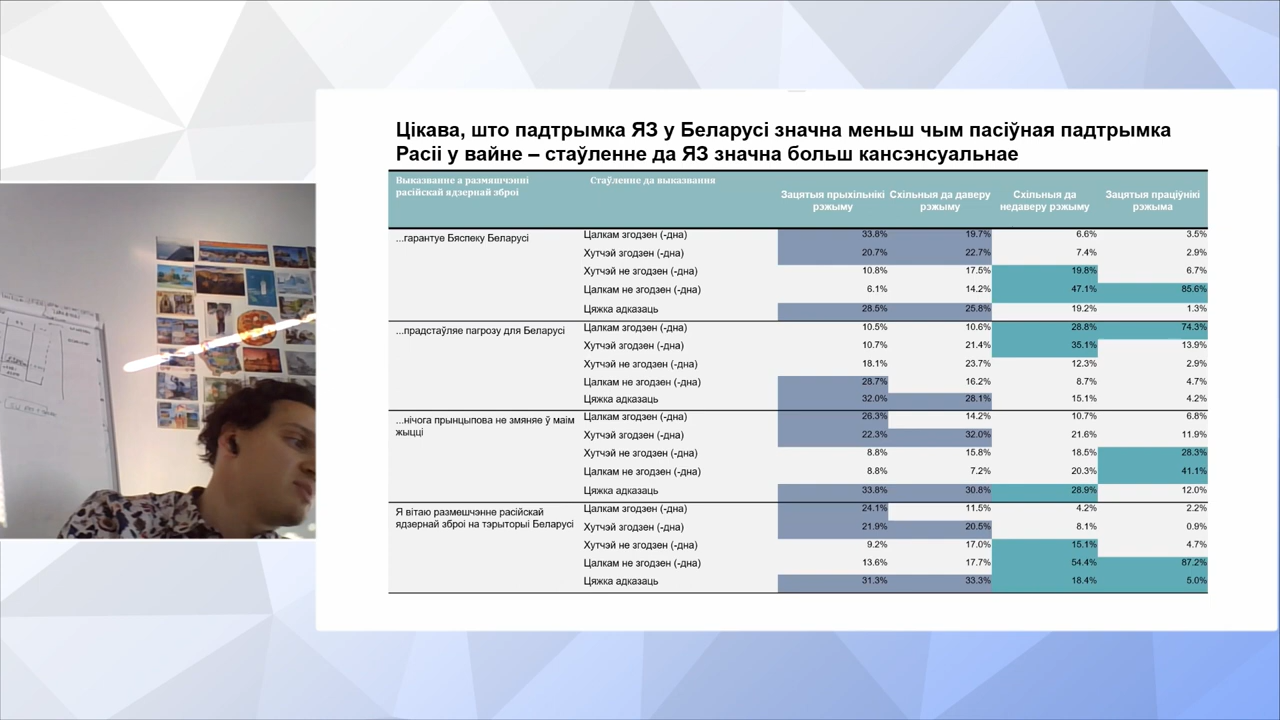 Цікава, што падтрымка ЯЗ у Беларусі значна меньш чым пасіўная падтрымка
Расіі у вайне – стаўленне да ЯЗ значна больш кансэнсуальнае
Выказванне а размяшчэнні расійскай ядзернай зброі Стаўленне да выказвання Зацятыя прыхільнікі рэжыму Схільныя да даверу рэжыму Схільныя да недаверу рэжыму Зацятыя праціўнікі рэжыма
...гарантуе Бяспеку Беларусі Цалкам згодзен (-дна) 33.8% 19.7% 6.6% 3.5%
Хутчэй згодзен (-дна) 20.7% 22.7% 7.4% 2.9%
Хутчэй не згодзен (-дна) 10.8% 17.5% 19.8% 6.7%
Цалкам не згодзен (-дна) 6.1% 14.2% 47.1% 85.6%
Цяжка адказаць 28.5% 25.8% 19.2% 1.3%
...прадстаўляе пагрозу для Беларусі Цалкам згодзен (-дна) 10.5% 10.6% 28.8% 74.3%
Хутчэй згодзен (-дна) 10.7% 21.4% 35.1% 13.9%
Хутчэй не згодзен (-дна) 18.1% 23.7% 12.3% 2.9%
Цалкам не згодзен (-дна) 28.7% 16.2% 8.7% 4.7%
Цяжка адказаць 32.0% 28.1% 15.1% 4.2%
...нічога прынцыпова не змяняе ў маім жыцці Цалкам згодзен (-дна) 26.3% 14.2% 10.7% 6.8%
Хутчэй згодзен (-дна) 22.3% 32.0% 21.6% 11.9%
Хутчэй не згодзен (-дна) 8.8% 15.8% 18.5% 28.3%
Цалкам не згодзен (-дна) 8.8% 7.2% 20.3% 41.1%
Цяжка адказаць 33.8% 30.8% 28.9% 12.0%
Я вітаю размешчэнне расійскай ядзернай зброі на тэрыторыі Беларусі Цалкам згодзен (-дна) 24.1% 11.5% 4.2% 2.2%
Хутчэй згодзен (-дна) 21.9% 20.5% 8.1% 0.9%
Хутчэй не згодзен (-дна) 9.2% 17.0% 15.1% 4.7%
Цалкам не згодзен (-дна) 13.6% 17.7% 54.4% 87.2%
Цяжка адказаць 31.3% 33.3% 18.4% 5.0%